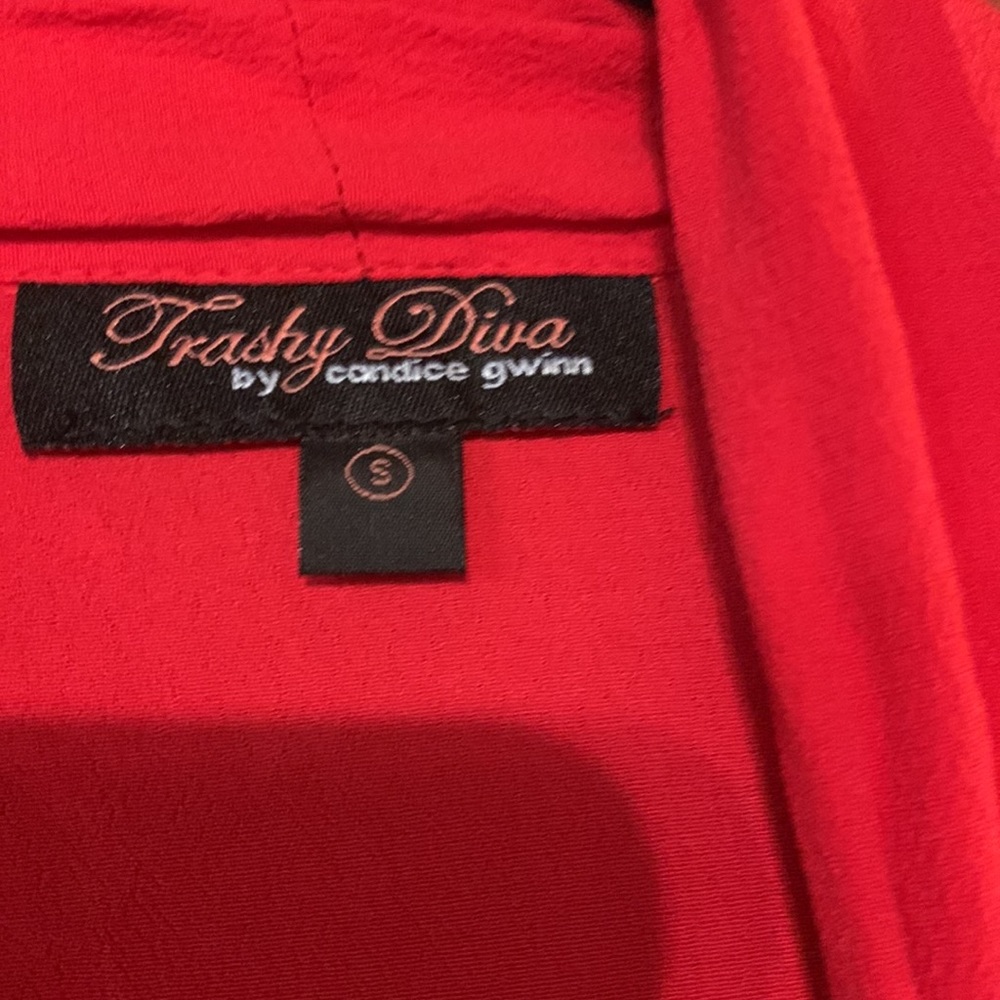 Trashy Diva
by candice gwinn
S